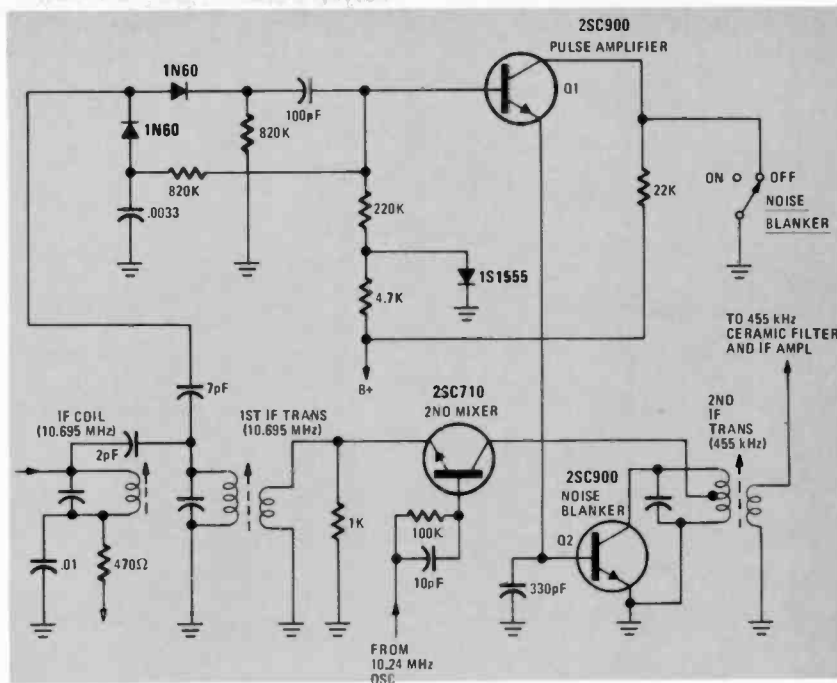 2SC900
PULSE AMPLIFIER
Q1
1N60
1N60
100pF
820K
820K
.0033
220K
4.7K
1S1555
B+
22K
ON
OFF
NOISE
BLANKER
TO 455 kHz
CERAMIC FILTER
AND IF AMPL
7pF
IF COIL
(10.695 MHz)
2pF
1ST IF TRANS
(10.695 MHz)
2SC710
2ND MIXER
2ND
IF
TRANS
(455 kHz)
2SC900
NOISE
BLANKER
Q2
.01
470Ω
1K
100K
10pF
330pF
FROM
10.24 MHz
OSC